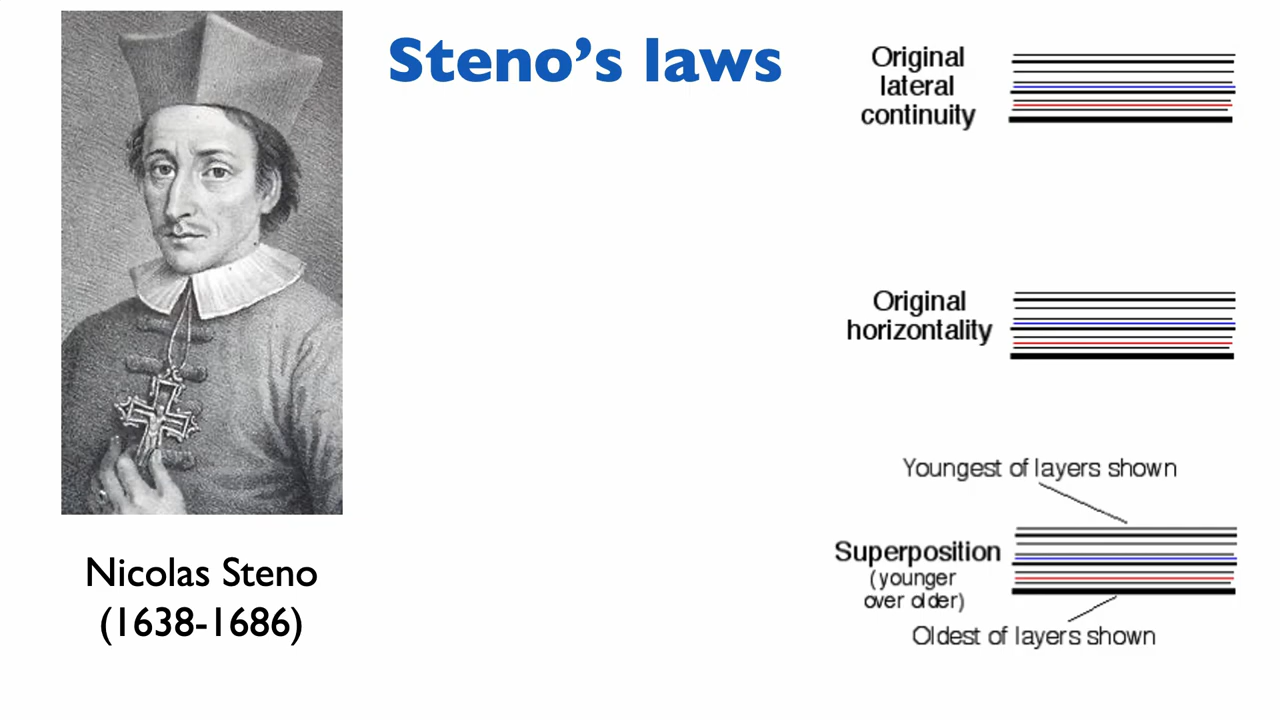 Steno's laws
Original
lateral
continuity
Original
horizontality
Youngest of layers shown
Superposition
(younger
over older)
Oldest of layers shown
Nicolas Steno
(1638-1686)